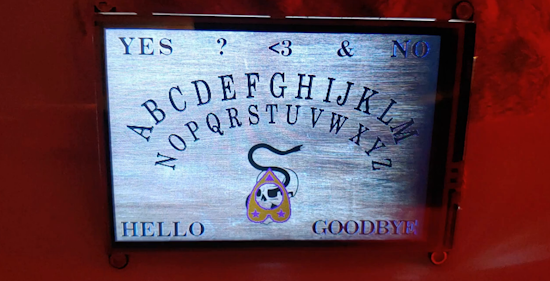 YES ? <3 & NO
ABCDEFGHIJKLM
NOPQRSTUVWXYZ
HELLO GOODBYE